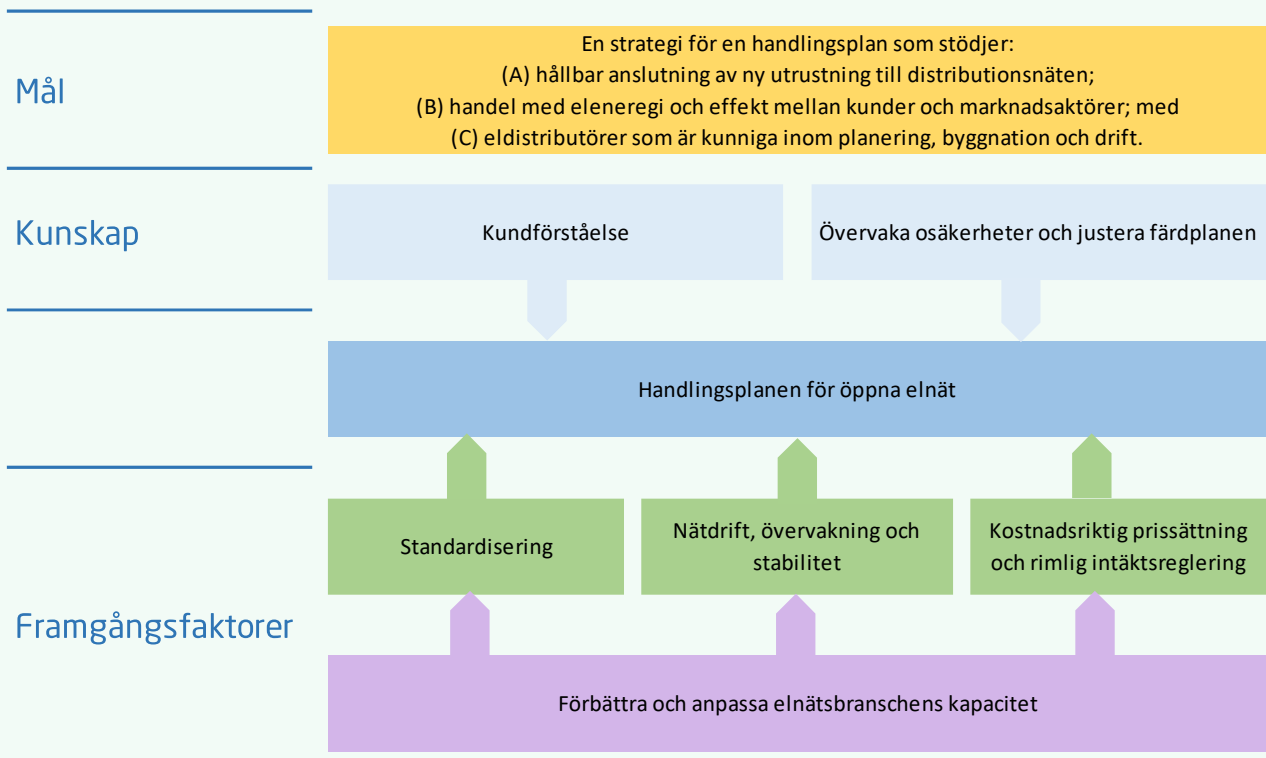 Mål
En strategi för en handlingsplan som stödjer:
(A) hållbar anslutning av ny utrustning till distributionsnäten;
(B) handel med eleneregi och effekt mellan kunder och marknadsaktörer; med
(C) eldistributörer som är kunniga inom planering, byggnation och drift.
Kunskap
Kundförståelse
Övervaka osäkerheter och justera färdplanen
Handlingsplanen för öppna elnät
Framgångsfaktorer
Standardisering
Nätdrift, övervakning och
stabilitet
Kostnadsriktig prissättning
och rimlig intäktsreglering
Förbättra och anpassa elnätsbranschens kapacitet